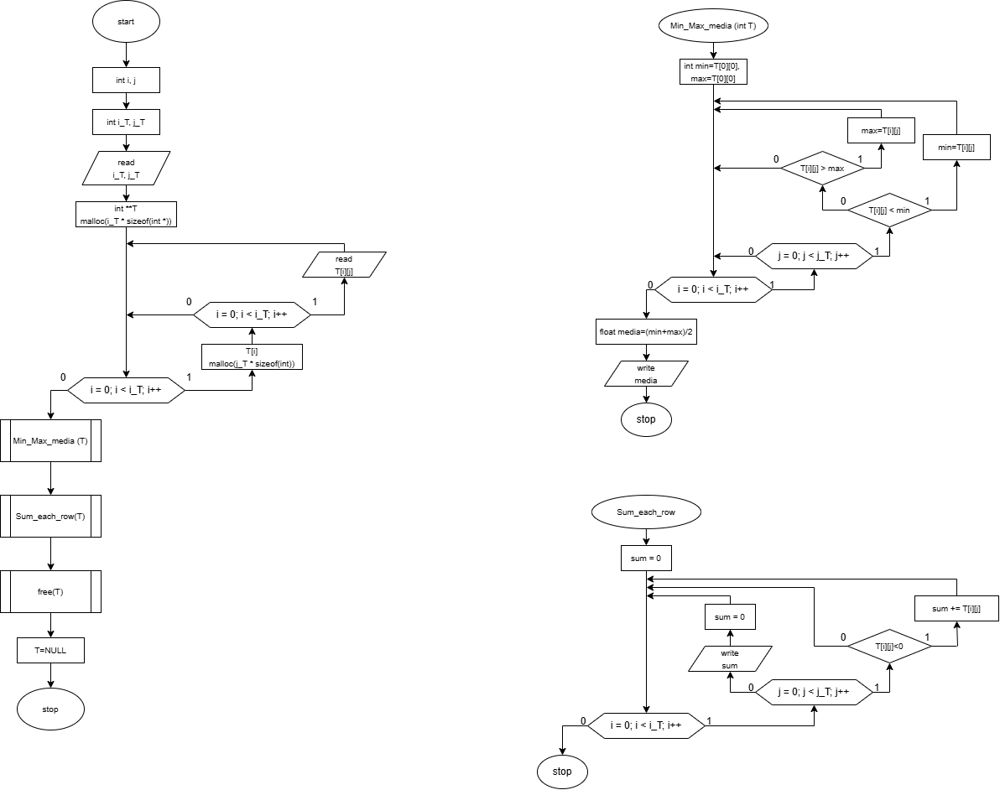 start
int i, j
int i_T, j_T
read
i_T, j_T
int **T
malloc(i_T * sizeof(int *))
read
T[i][j]
0
1
i = 0; i < i_T; i++
T[i]
malloc(j_T * sizeof(int))
0
1
i = 0; i < i_T; i++
Min_Max_media (T)
Sum_each_row(T)
free(T)
T=NULL
stop
Min_Max_media (int T)
int min=T[0][0],
max=T[0][0]
max=T[i][j]
min=T[i][j]
0
1
T[i][j] > max
0
1
T[i][j] < min
0
1
j = 0; j < j_T; j++
0
1
i = 0; i < i_T; i++
float media=(min+max)/2
write
media
stop
Sum_each_row
sum = 0
sum = 0
sum += T[i][j]
0
1
T[i][j]<0
write
sum
0
1
j = 0; j < j_T; j++
0
1
i = 0; i < i_T; i++
stop